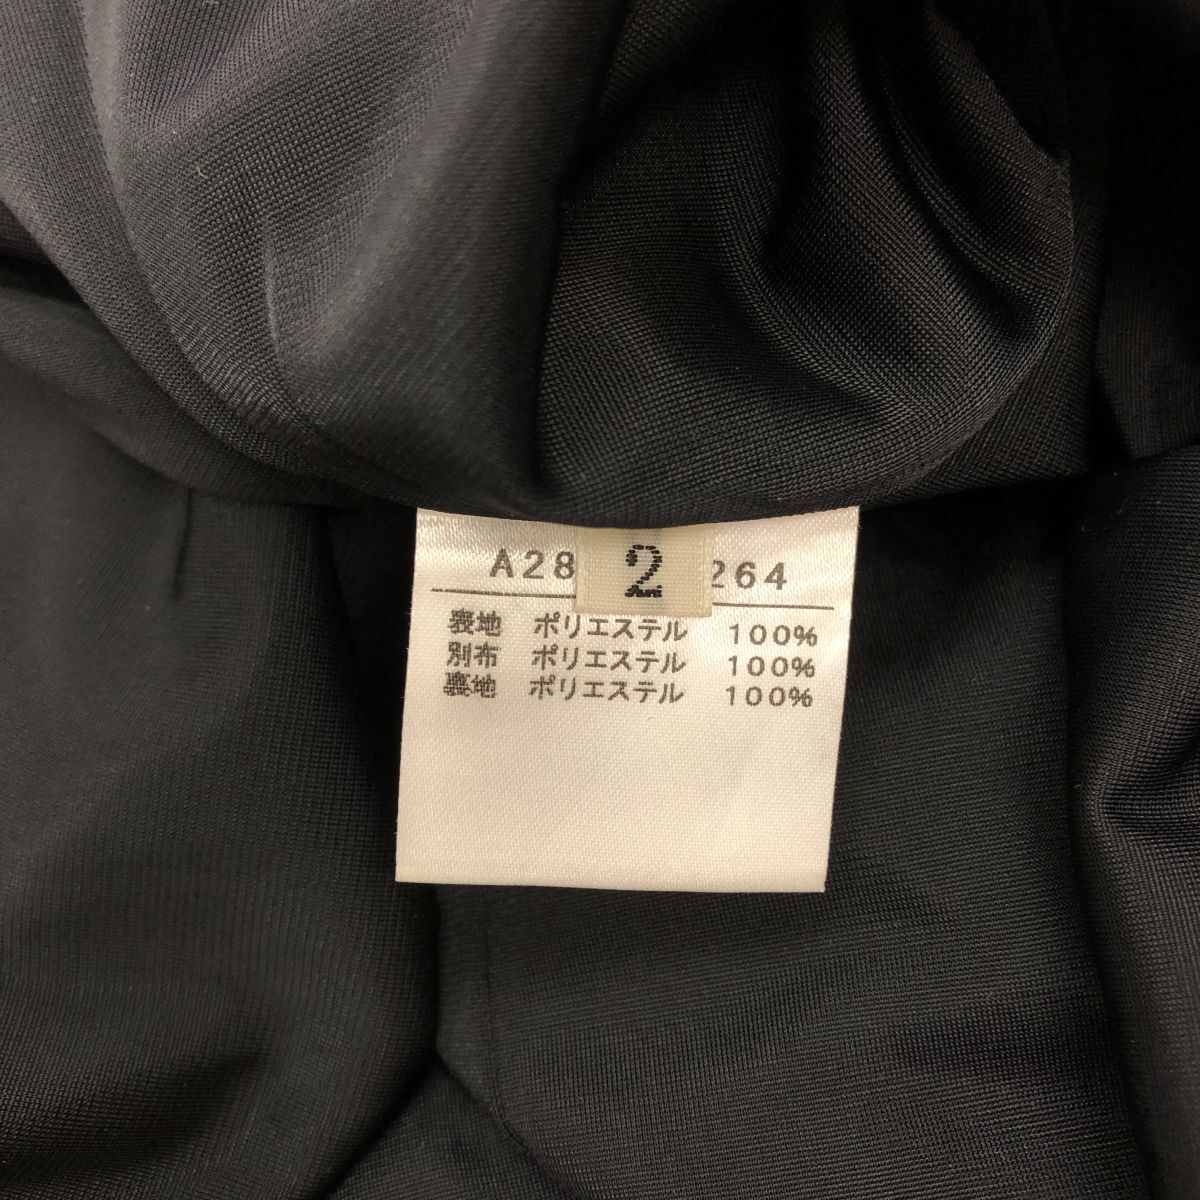 A28 2 264
表地 ポリエステル 100%
別布 ポリエステル 100%
裏地 ポリエステル 100%